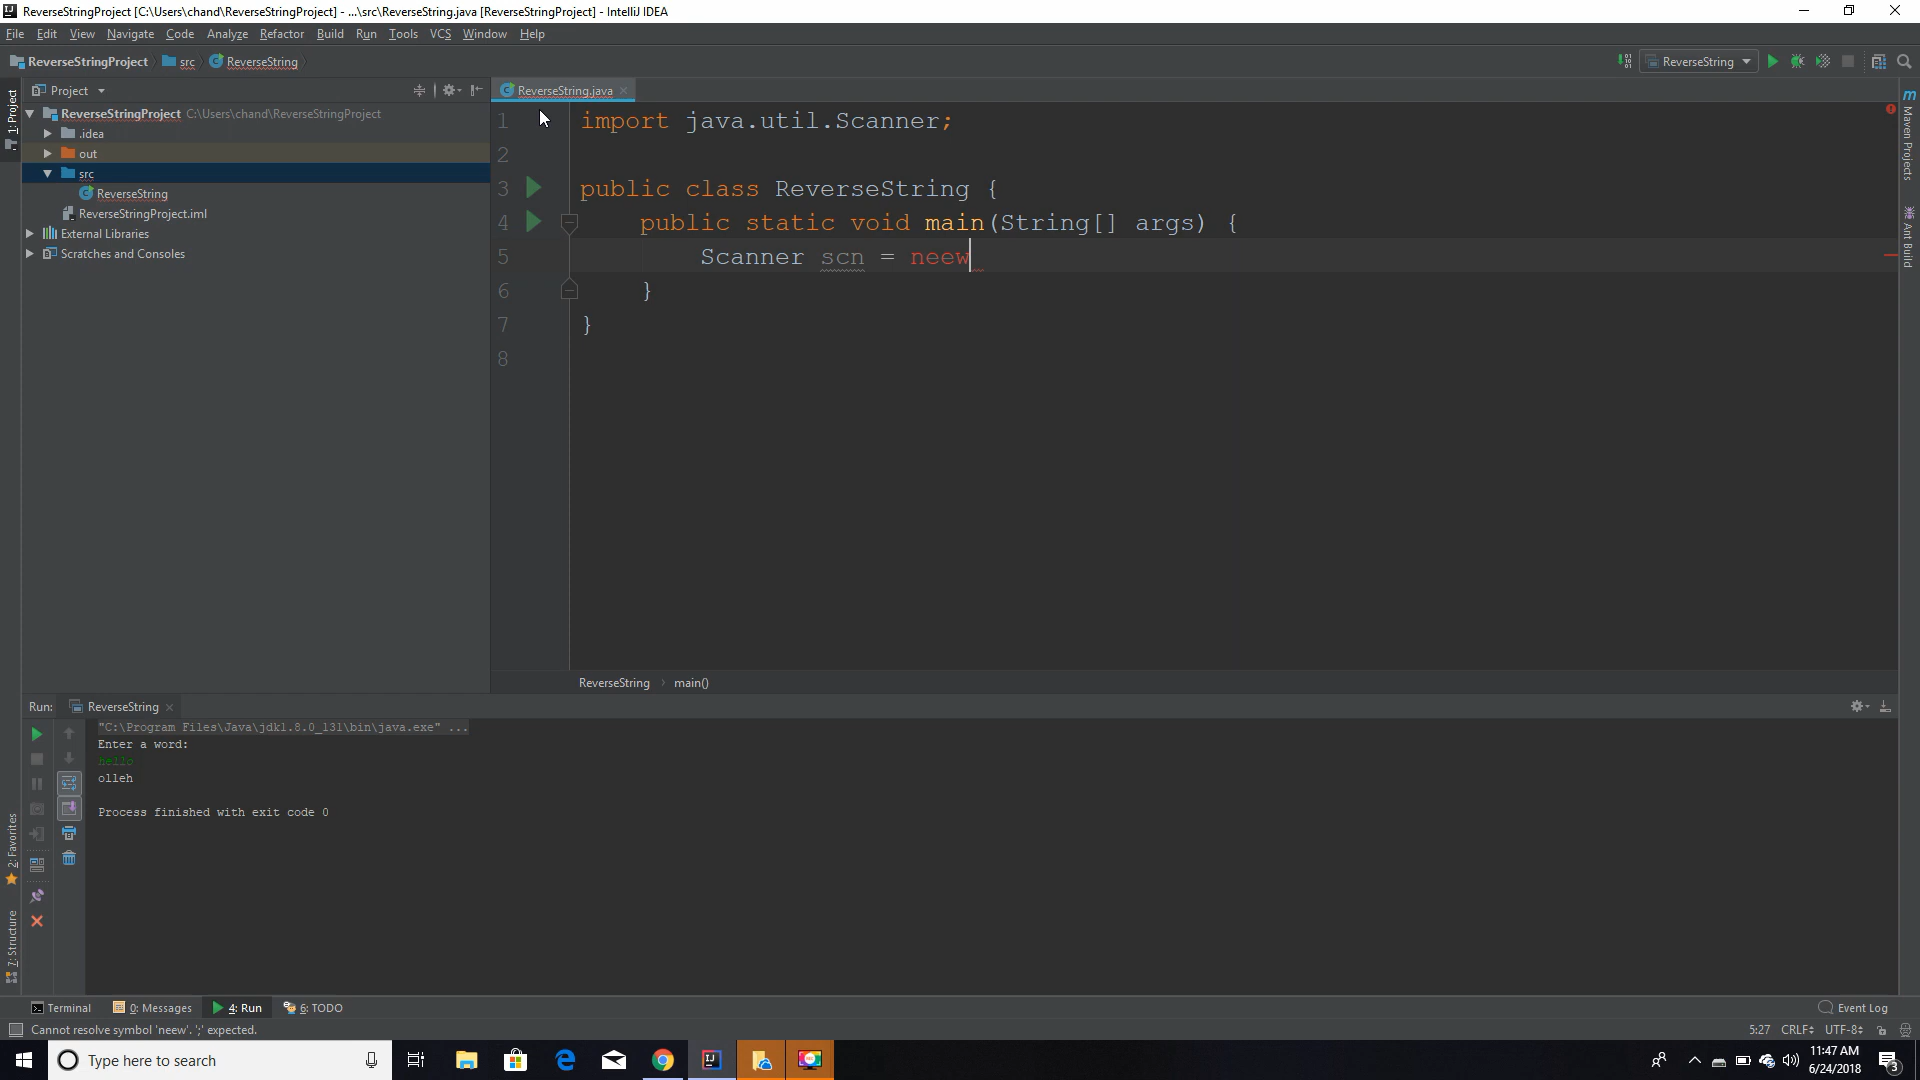 ReverseStringProject [C:\Users\chand\ReverseStringProject] - ...\src\ReverseString.java [ReverseStringProject] - IntelliJ IDEA
File Edit View Navigate Code Analyze Refactor Build Run Tools VCS Window Help
ReverseStringProject src ReverseString
ReverseString
Project
ReverseString.java
1: Project
ReverseStringProject C:\Users\chand\ReverseStringProject
.idea
out
src
ReverseString
ReverseStringProject.iml
External Libraries
Scratches and Consoles
1 import java.util.Scanner;
2
3 public class ReverseString {
4 public static void main(String[] args) {
5 Scanner scn = neew
6 }
7 }
8
Maven Projects
Ant Build
ReverseString main()
Run: ReverseString
"C:\Program Files\Java\jdk1.8.0_131\bin\java.exe" ...
Enter a word:
hello
olleh
Process finished with exit code 0
2: Favorites
7: Structure
Terminal 0: Messages 4: Run 6: TODO
Event Log
Cannot resolve symbol 'neew'. ';' expected.
5:27 CRLF UTF-8
Type here to search
11:47 AM
6/24/2018
3